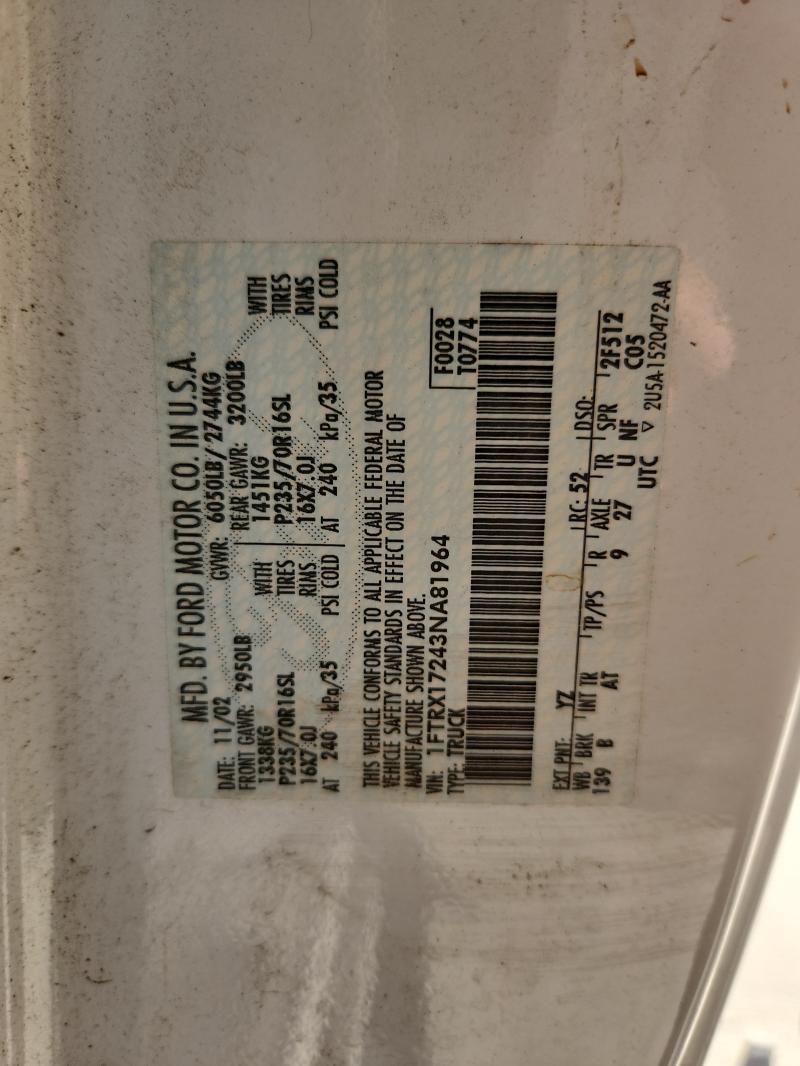 MFD. BY FORD MOTOR CO. IN U.S.A.
DATE: 11/02 GVWR: 6050LB/ 2744KG
FRONT GAWR: 2950LB REAR GAWR: 3200LB
1338KG WITH 1451KG WITH
P235/70R16SL TIRES P235/70R16SL TIRES
16X7.0J RIMS 16X7.0J RIMS
AT 240 kPa/35 PSI COLD AT 240 kPa/35 PSI COLD
THIS VEHICLE CONFORMS TO ALL APPLICABLE FEDERAL MOTOR
VEHICLE SAFETY STANDARDS IN EFFECT ON THE DATE OF
MANUFACTURE SHOWN ABOVE.
VIN: 1FTRX17243NA81964 F0028
TYPE: TRUCK T0774
EXT PNT: YZ RC: 52 DSO:
WB BRK INT TR TP/PS R AXLE TR SPR 2F512
139 B AT 9 27 U NF C05
UTC ▽ 2U5A-1520472-AA